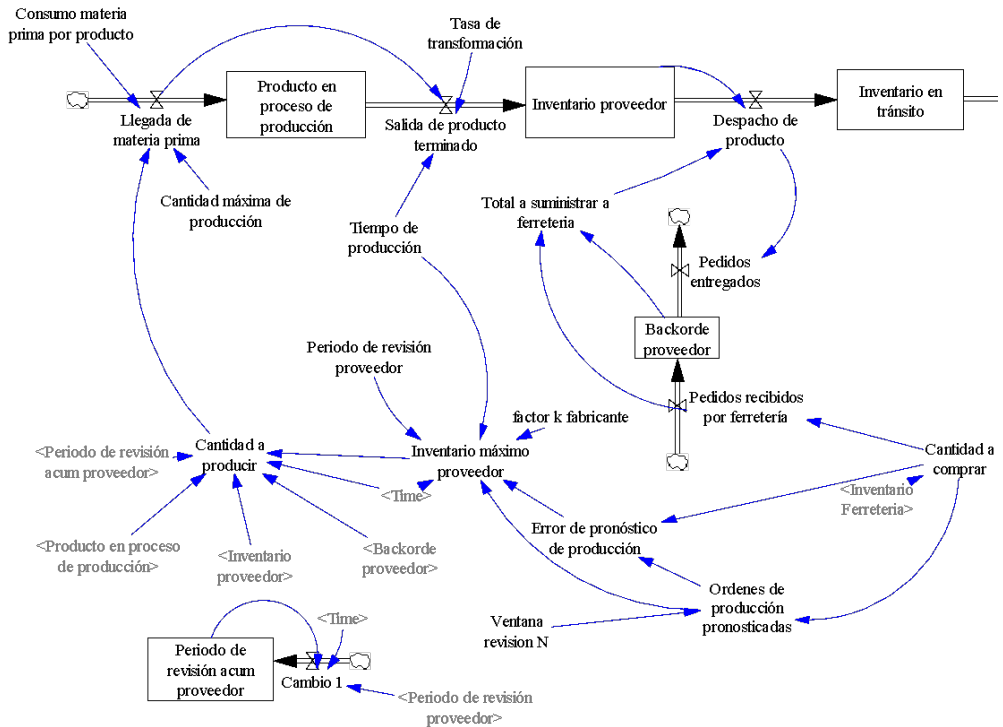 Consumo materia
prima por producto
Tasa de
transformación
Producto en
proceso de
producción
Inventario proveedor
Inventario en
tránsito
Llegada de
materia prima
Salida de producto
terminado
Despacho de
producto
Cantidad máxima de
producción
Tiempo de
producción
Total a suministrar a
ferreteria
Pedidos
entregados
Backorde
proveedor
Periodo de revisión
proveedor
Pedidos recibidos
por ferretería
factor k fabricante
<Periodo de revisión
acum proveedor>
Cantidad a
producir
Inventario máximo
proveedor
Cantidad a
comprar
<Time>
<Inventario
Ferreteria>
Error de pronóstico
de producción
<Producto en proceso
de producción>
<Inventario
proveedor>
<Backorde
proveedor>
Ordenes de
producción
pronosticadas
Ventana
revision N
<Time>
Periodo de
revisión acum
proveedor
Cambio 1
<Periodo de revisión
proveedor>